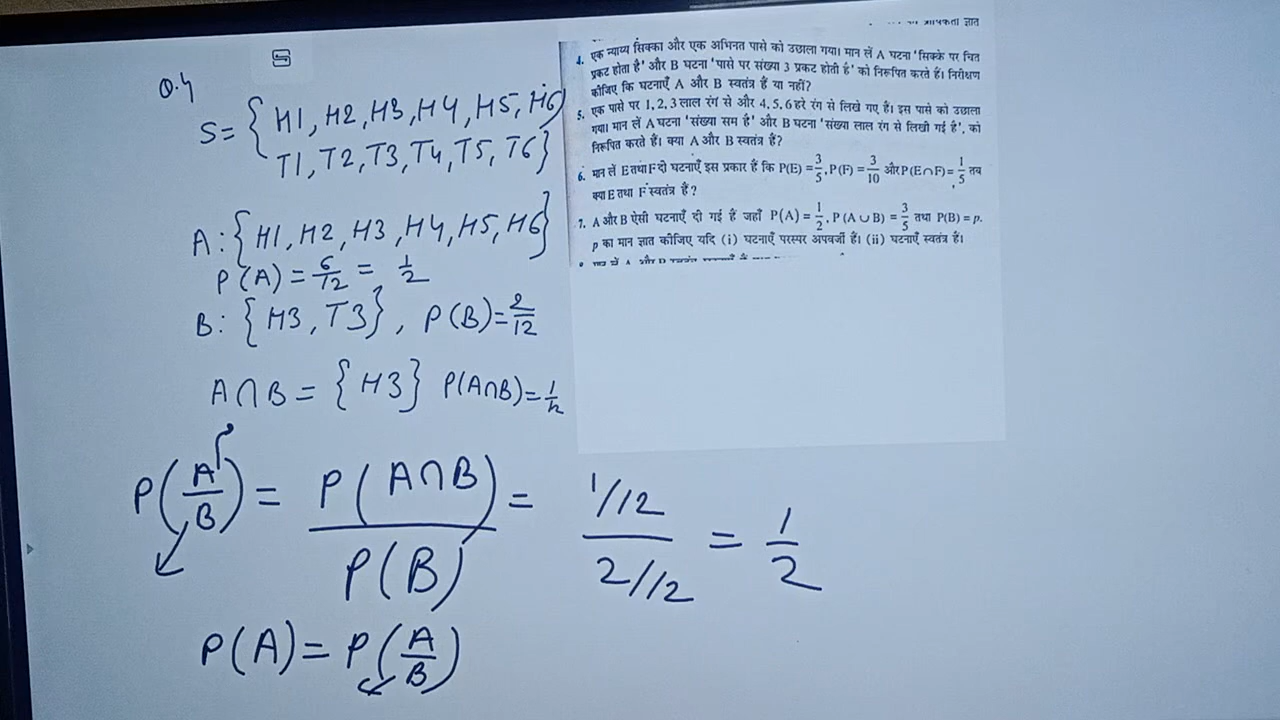 Q.4
S = { H1, H2, H3, H4, H5, H6
T1, T2, T3, T4, T5, T6 }
A : { H1, H2, H3, H4, H5, H6 }
P(A) = 6/12 = 1/2
B : { H3, T3 } , P(B) = 2/12
A∩B = { H3 } P(A∩B) = 1/12
P(A/B) = P(A∩B)/P(B) = (1/12)/(2/12) = 1/2
P(A) = P(A/B)
ज्ञात
4. एक न्याय्य सिक्का और एक अभिनत पासे को उछाला गया। मान लें A घटना 'सिक्के पर चित
प्रकट होता है' और B घटना 'पासे पर संख्या 3 प्रकट होती है' को निरूपित करते हैं। निरीक्षण
कीजिए कि घटनाएँ A और B स्वतंत्र हैं या नहीं?
5. एक पासे पर 1, 2, 3 लाल रंग से और 4, 5, 6 हरे रंग से लिखे गए हैं। इस पासे को उछाला
गया। मान लें A घटना 'संख्या सम है' और B घटना 'संख्या लाल रंग से लिखी गई है', को
निरूपित करते हैं। क्या A और B स्वतंत्र हैं?
6. मान लें E तथा F दो घटनाएँ इस प्रकार हैं कि P(E) = 3/5, P(F) = 3/10 और P(E∩F) = 1/5 तब
क्या E तथा F स्वतंत्र हैं?
7. A और B ऐसी घटनाएँ दी गई हैं जहाँ P(A) = 1/2, P(A∪B) = 3/5 तथा P(B) = p.
p का मान ज्ञात कीजिए यदि (i) घटनाएँ परस्पर अपवर्जी हैं। (ii) घटनाएँ स्वतंत्र हैं।